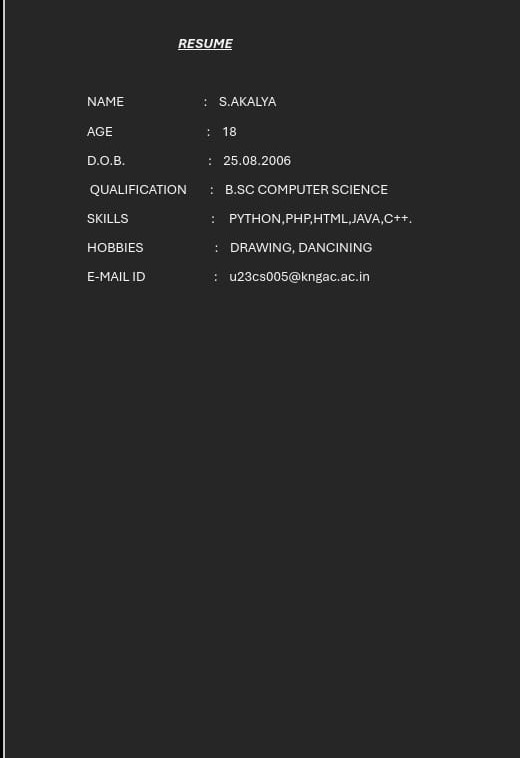 RESUME
NAME : S.AKALYA
AGE : 18
D.O.B. : 25.08.2006
QUALIFICATION : B.SC COMPUTER SCIENCE
SKILLS : PYTHON,PHP,HTML,JAVA,C++.
HOBBIES : DRAWING, DANCINING
E-MAIL ID : u23cs005@kngac.ac.in